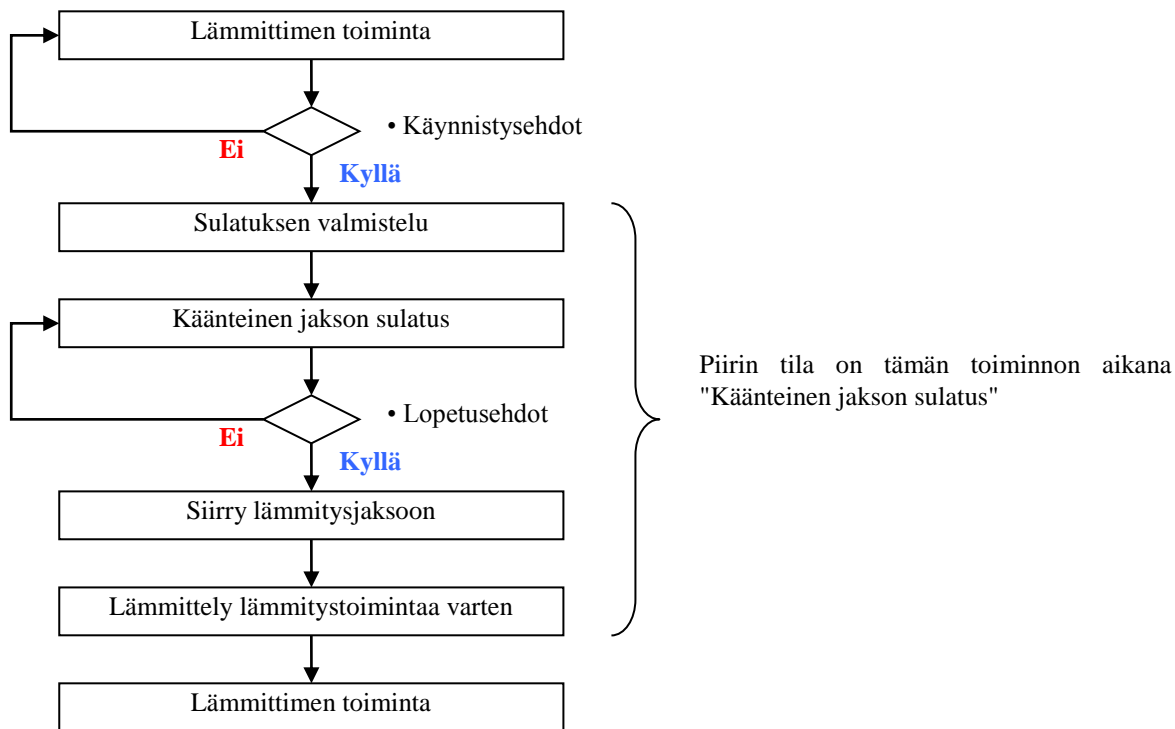 Lämmittimen toiminta
• Käynnistysehdot
Ei
Kyllä
Sulatuksen valmistelu
Käänteinen jakson sulatus
Piirin tila on tämän toiminnon aikana
"Käänteinen jakson sulatus"
• Lopetusehdot
Ei
Kyllä
Siirry lämmitysjaksoon
Lämmittely lämmitystoimintaa varten
Lämmittimen toiminta